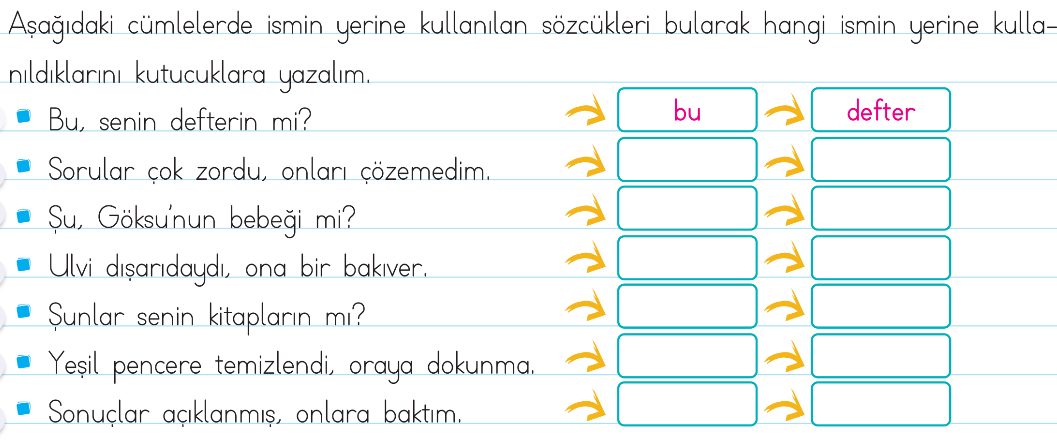 Aşağıdaki cümlelerde ismin yerine kullanılan sözcükleri bularak hangi ismin yerine kulla-
nıldıklarını kutucuklara yazalım.
Bu, senin defterin mi? bu defter
Sorular çok zordu, onları çözemedim.
Şu, Göksu'nun bebeği mi?
Ulvi dışarıdaydı, ona bir bakıver.
Şunlar senin kitapların mı?
Yeşil pencere temizlendi, oraya dokunma.
Sonuçlar açıklanmış, onlara baktım.